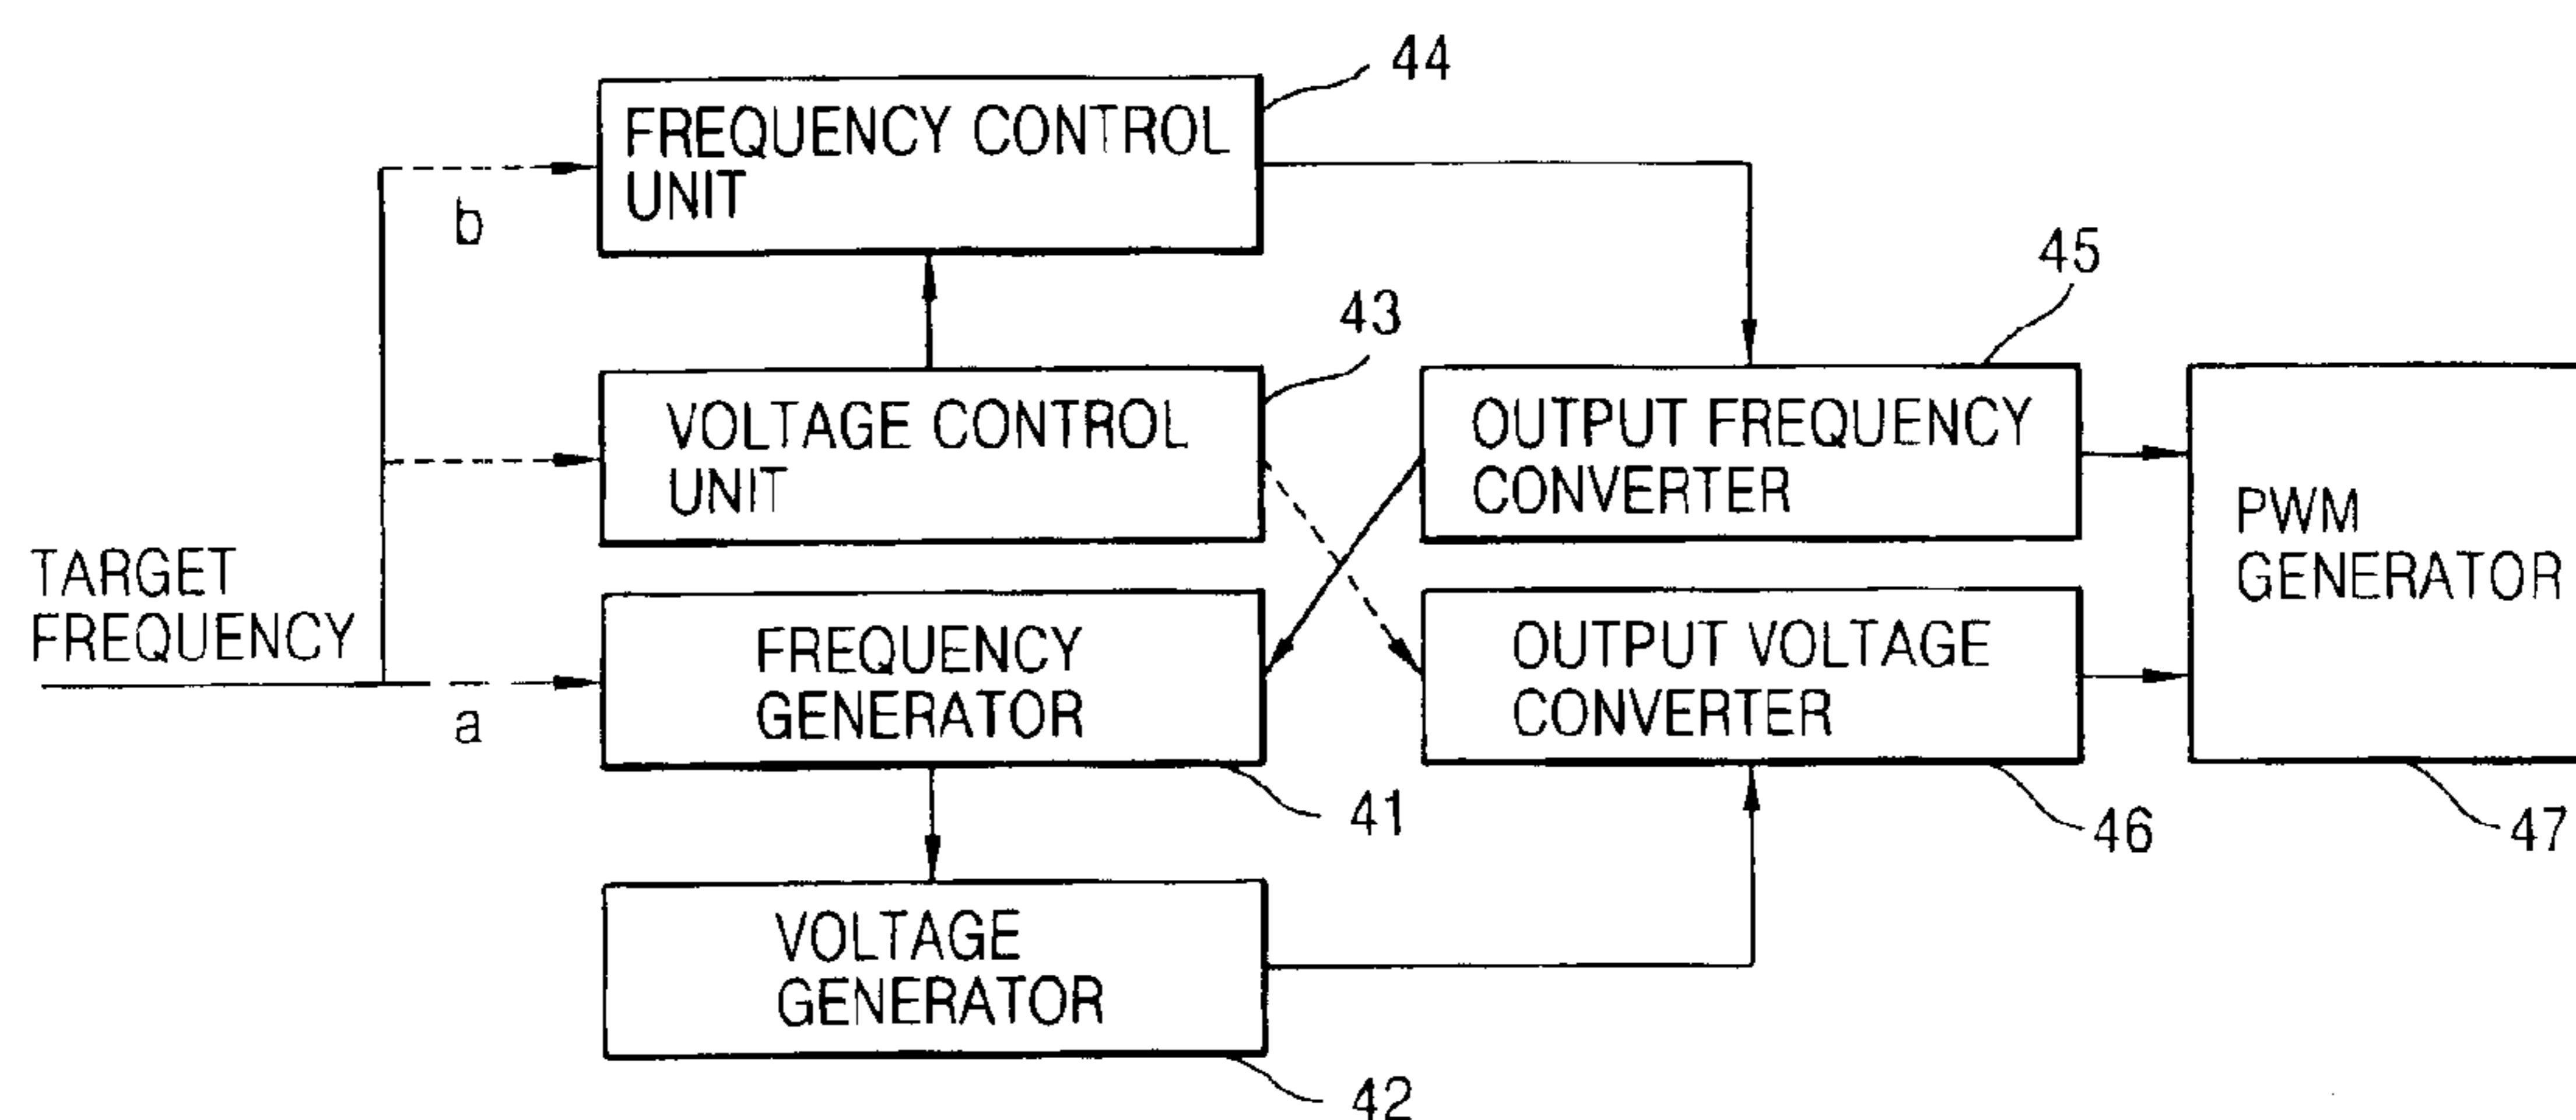 44
FREQUENCY CONTROL
UNIT
b
45
43
VOLTAGE CONTROL
UNIT
OUTPUT FREQUENCY
CONVERTER
PWM
GENERATOR
TARGET
FREQUENCY
a
FREQUENCY
GENERATOR
OUTPUT VOLTAGE
CONVERTER
41
46
47
VOLTAGE
GENERATOR
42